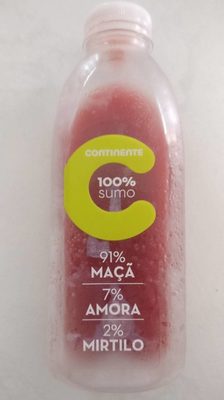 CONTINENTE
100%
sumo
91%
MAÇÃ
7%
AMORA
2%
MIRTILO